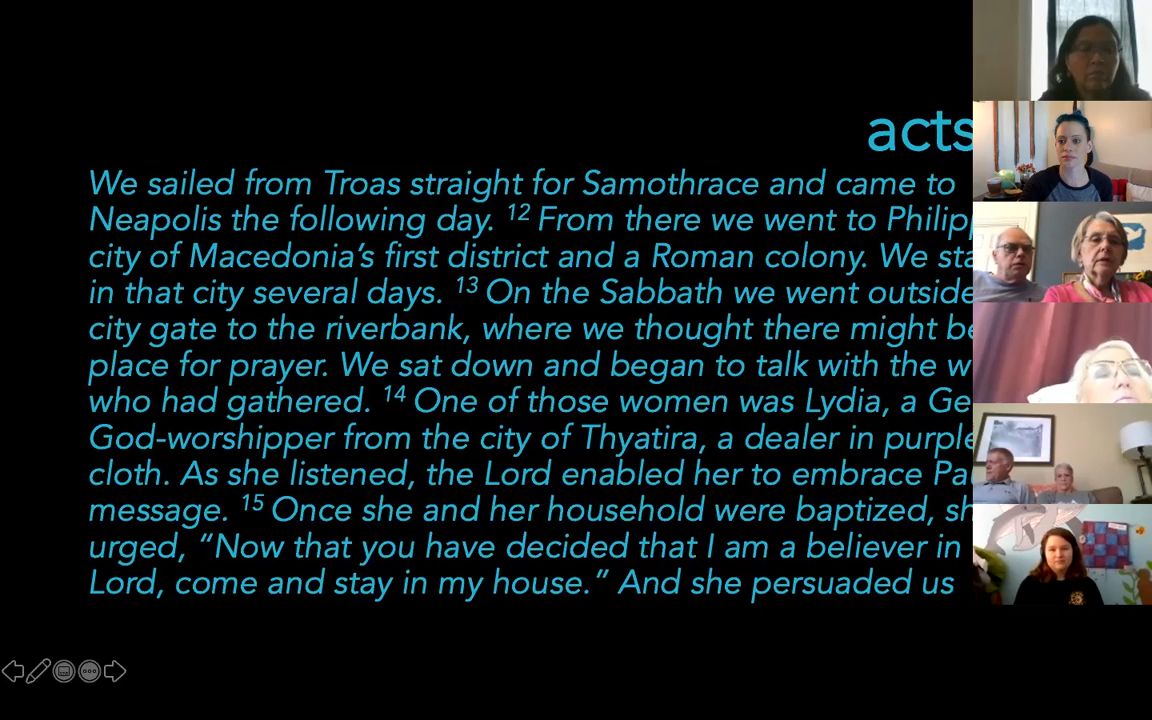 acts
We sailed from Troas straight for Samothrace and came to
Neapolis the following day. 12 From there we went to
city of Macedonia’s first district and a Roman colony. We
in that city several days. 13 On the Sabbath we went outside
city gate to the riverbank, where we thought there might
place for prayer. We sat down and began to talk with the
who had gathered. 14 One of those women was Lydia, a
God-worshipper from the city of Thyatira, a dealer in purple
cloth. As she listened, the Lord enabled her to embrace
message. 15 Once she and her household were baptized,
urged, “Now that you have decided that I am a believer in
Lord, come and stay in my house.” And she persuaded us